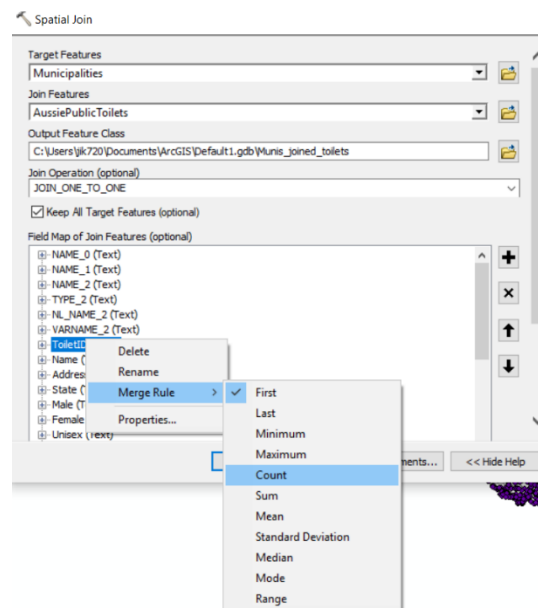 Spatial Join
Target Features
Municipalities
Join Features
AussiePublicToilets
Output Feature Class
C:\Users\jik720\Documents\ArcGIS\Default1.gdb\Munis_joined_toilets
Join Operation (optional)
JOIN_ONE_TO_ONE
Keep All Target Features (optional)
Field Map of Join Features (optional)
NAME_0 (Text)
NAME_1 (Text)
NAME_2 (Text)
TYPE_2 (Text)
NL_NAME_2 (Text)
VARNAME_2 (Text)
ToiletID
Name (
Addres
State (T
Male (T
Female
Unisex (Text)
Delete
Rename
Merge Rule
Properties...
First
Last
Minimum
Maximum
Count
Sum
Mean
Standard Deviation
Median
Mode
Range
ments...
<< Hide Help